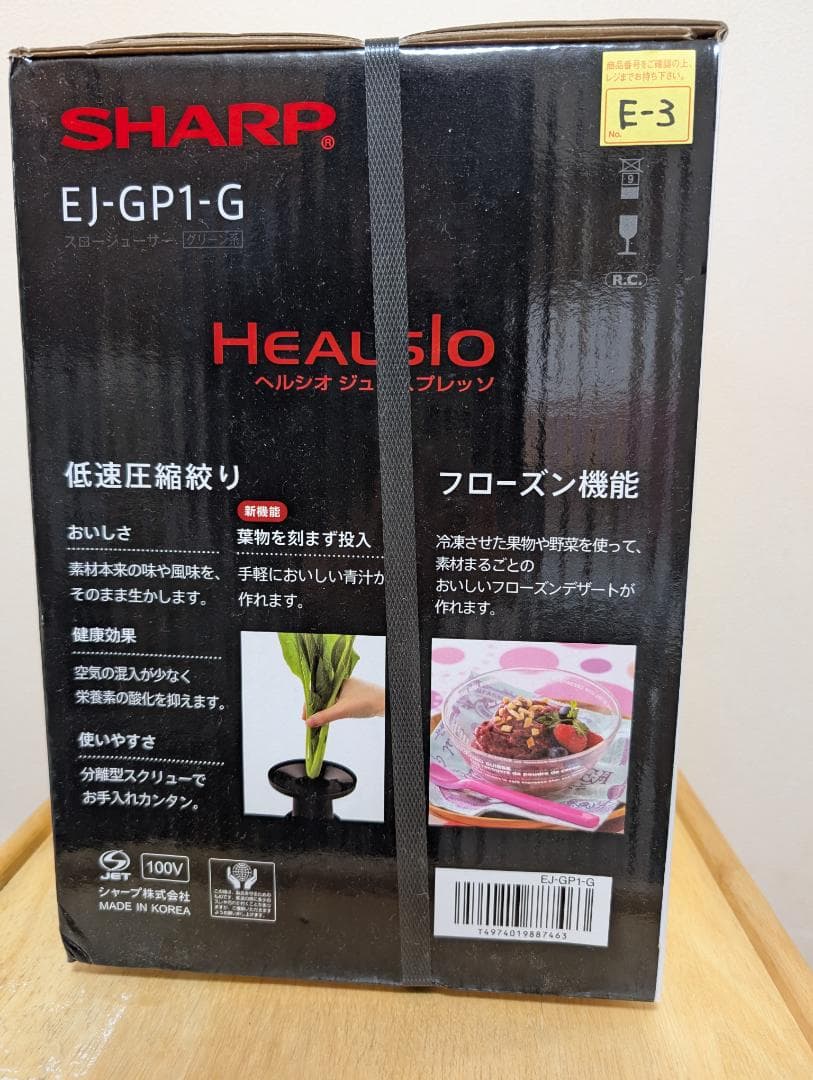 商品番号をご確認の上、
レジまでお持ち下さい。
No. E-3
SHARP®
EJ-GP1-G
スロージューサー グリーン系
9
R.C.
HEALSIO
ヘルシオ ジュースプレッソ
低速圧縮絞り
おいしさ
素材本来の味や風味を、
そのまま生かします。
健康効果
空気の混入が少なく
栄養素の酸化を抑えます。
使いやすさ
分離型スクリューで
お手入れカンタン。
新機能
葉物を刻まず投入
手軽においしい青汁が
作れます。
フローズン機能
冷凍させた果物や野菜を使って、
素材まるごとの
おいしいフローズンデザートが
作れます。
JET
100V
シャープ株式会社
MADE IN KOREA
EJ-GP1-G
T4974019887463